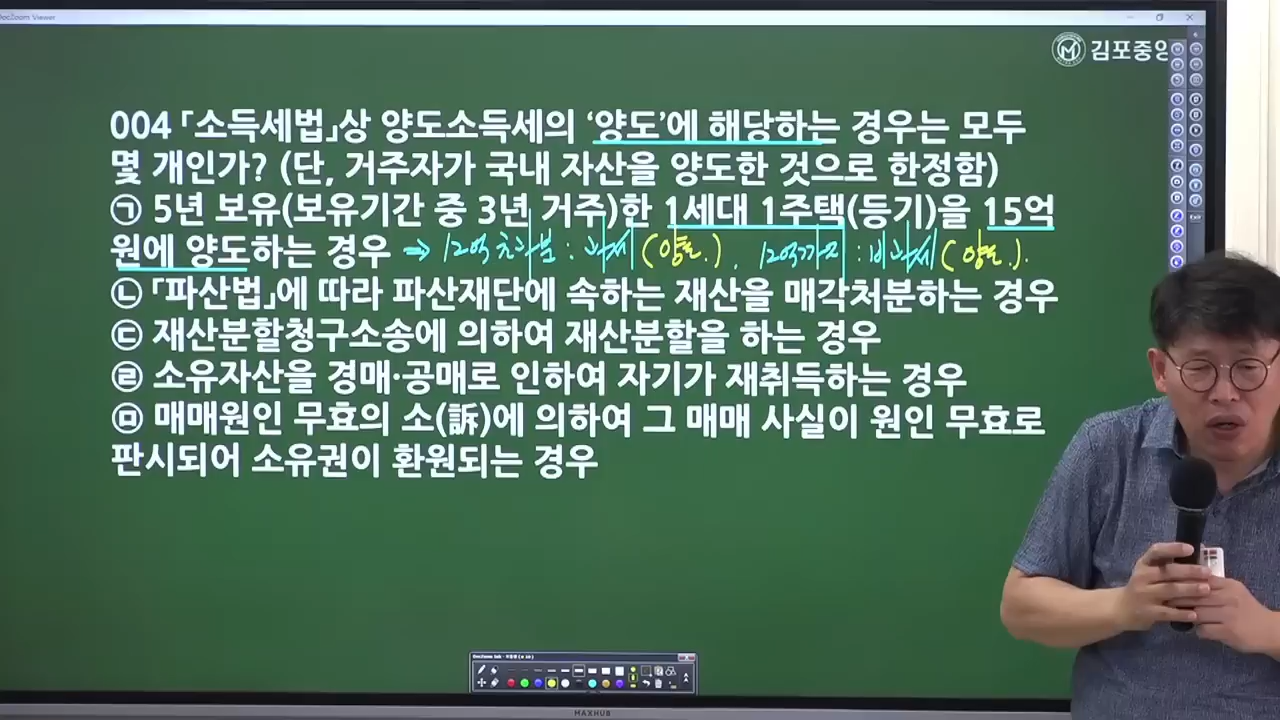 DocZoom Viewer
김포중앙
004 「소득세법」상 양도소득세의 ‘양도’에 해당하는 경우는 모두
몇 개인가? (단, 거주자가 국내 자산을 양도한 것으로 한정함)
㉠ 5년 보유(보유기간 중 3년 거주)한 1세대 1주택(등기)을 15억
원에 양도하는 경우 ⇒ 12억 초과분 : 과세 (양도). 12억까지 : 비과세 (양도).
㉡ 「파산법」에 따라 파산재단에 속하는 재산을 매각처분하는 경우
㉢ 재산분할청구소송에 의하여 재산분할을 하는 경우
㉣ 소유자산을 경매·공매로 인하여 자기가 재취득하는 경우
㉤ 매매원인 무효의 소(訴)에 의하여 그 매매 사실이 원인 무효로
판시되어 소유권이 환원되는 경우
Exit
MAXHUB